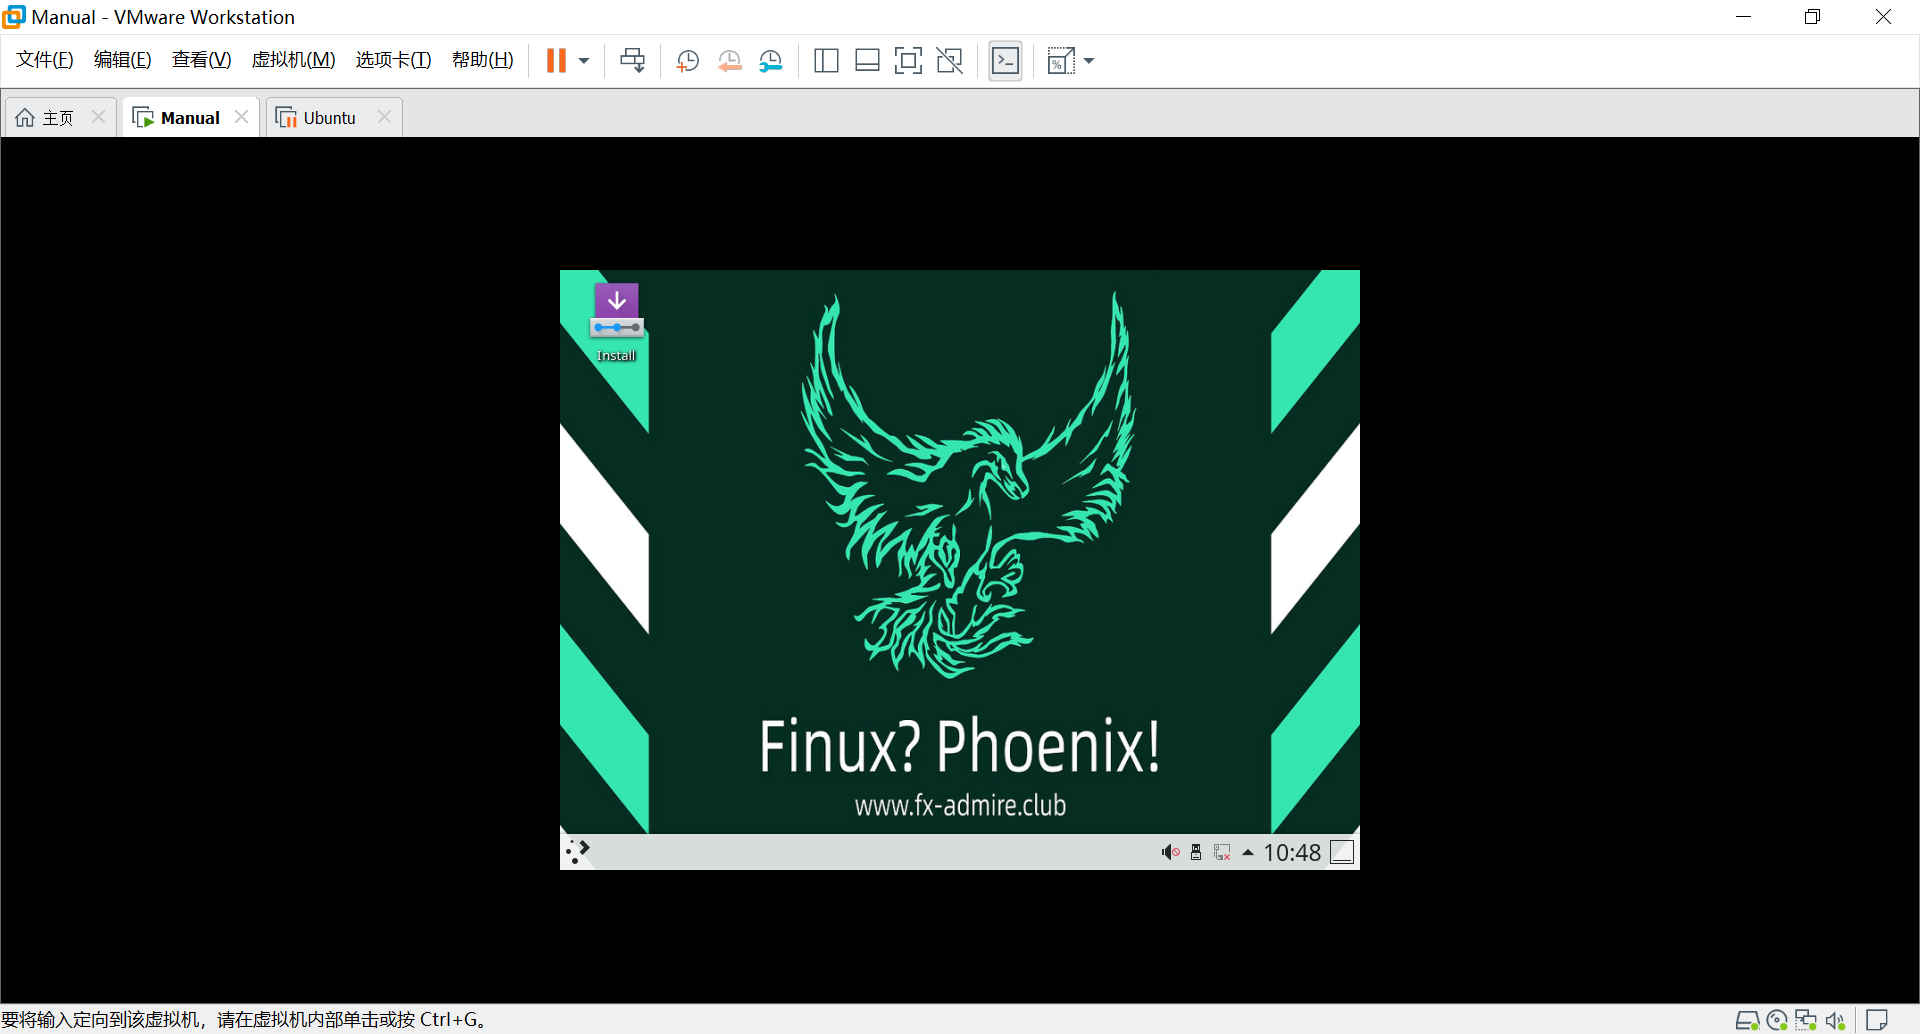 Manual - VMware Workstation
文件(F) 编辑(E) 查看(V) 虚拟机(M) 选项卡(T) 帮助(H)
主页 Manual Ubuntu
Install
Finux? Phoenix!
www.fx-admire.club
10:48
要将输入定向到该虚拟机，请在虚拟机内部单击或按 Ctrl+G。